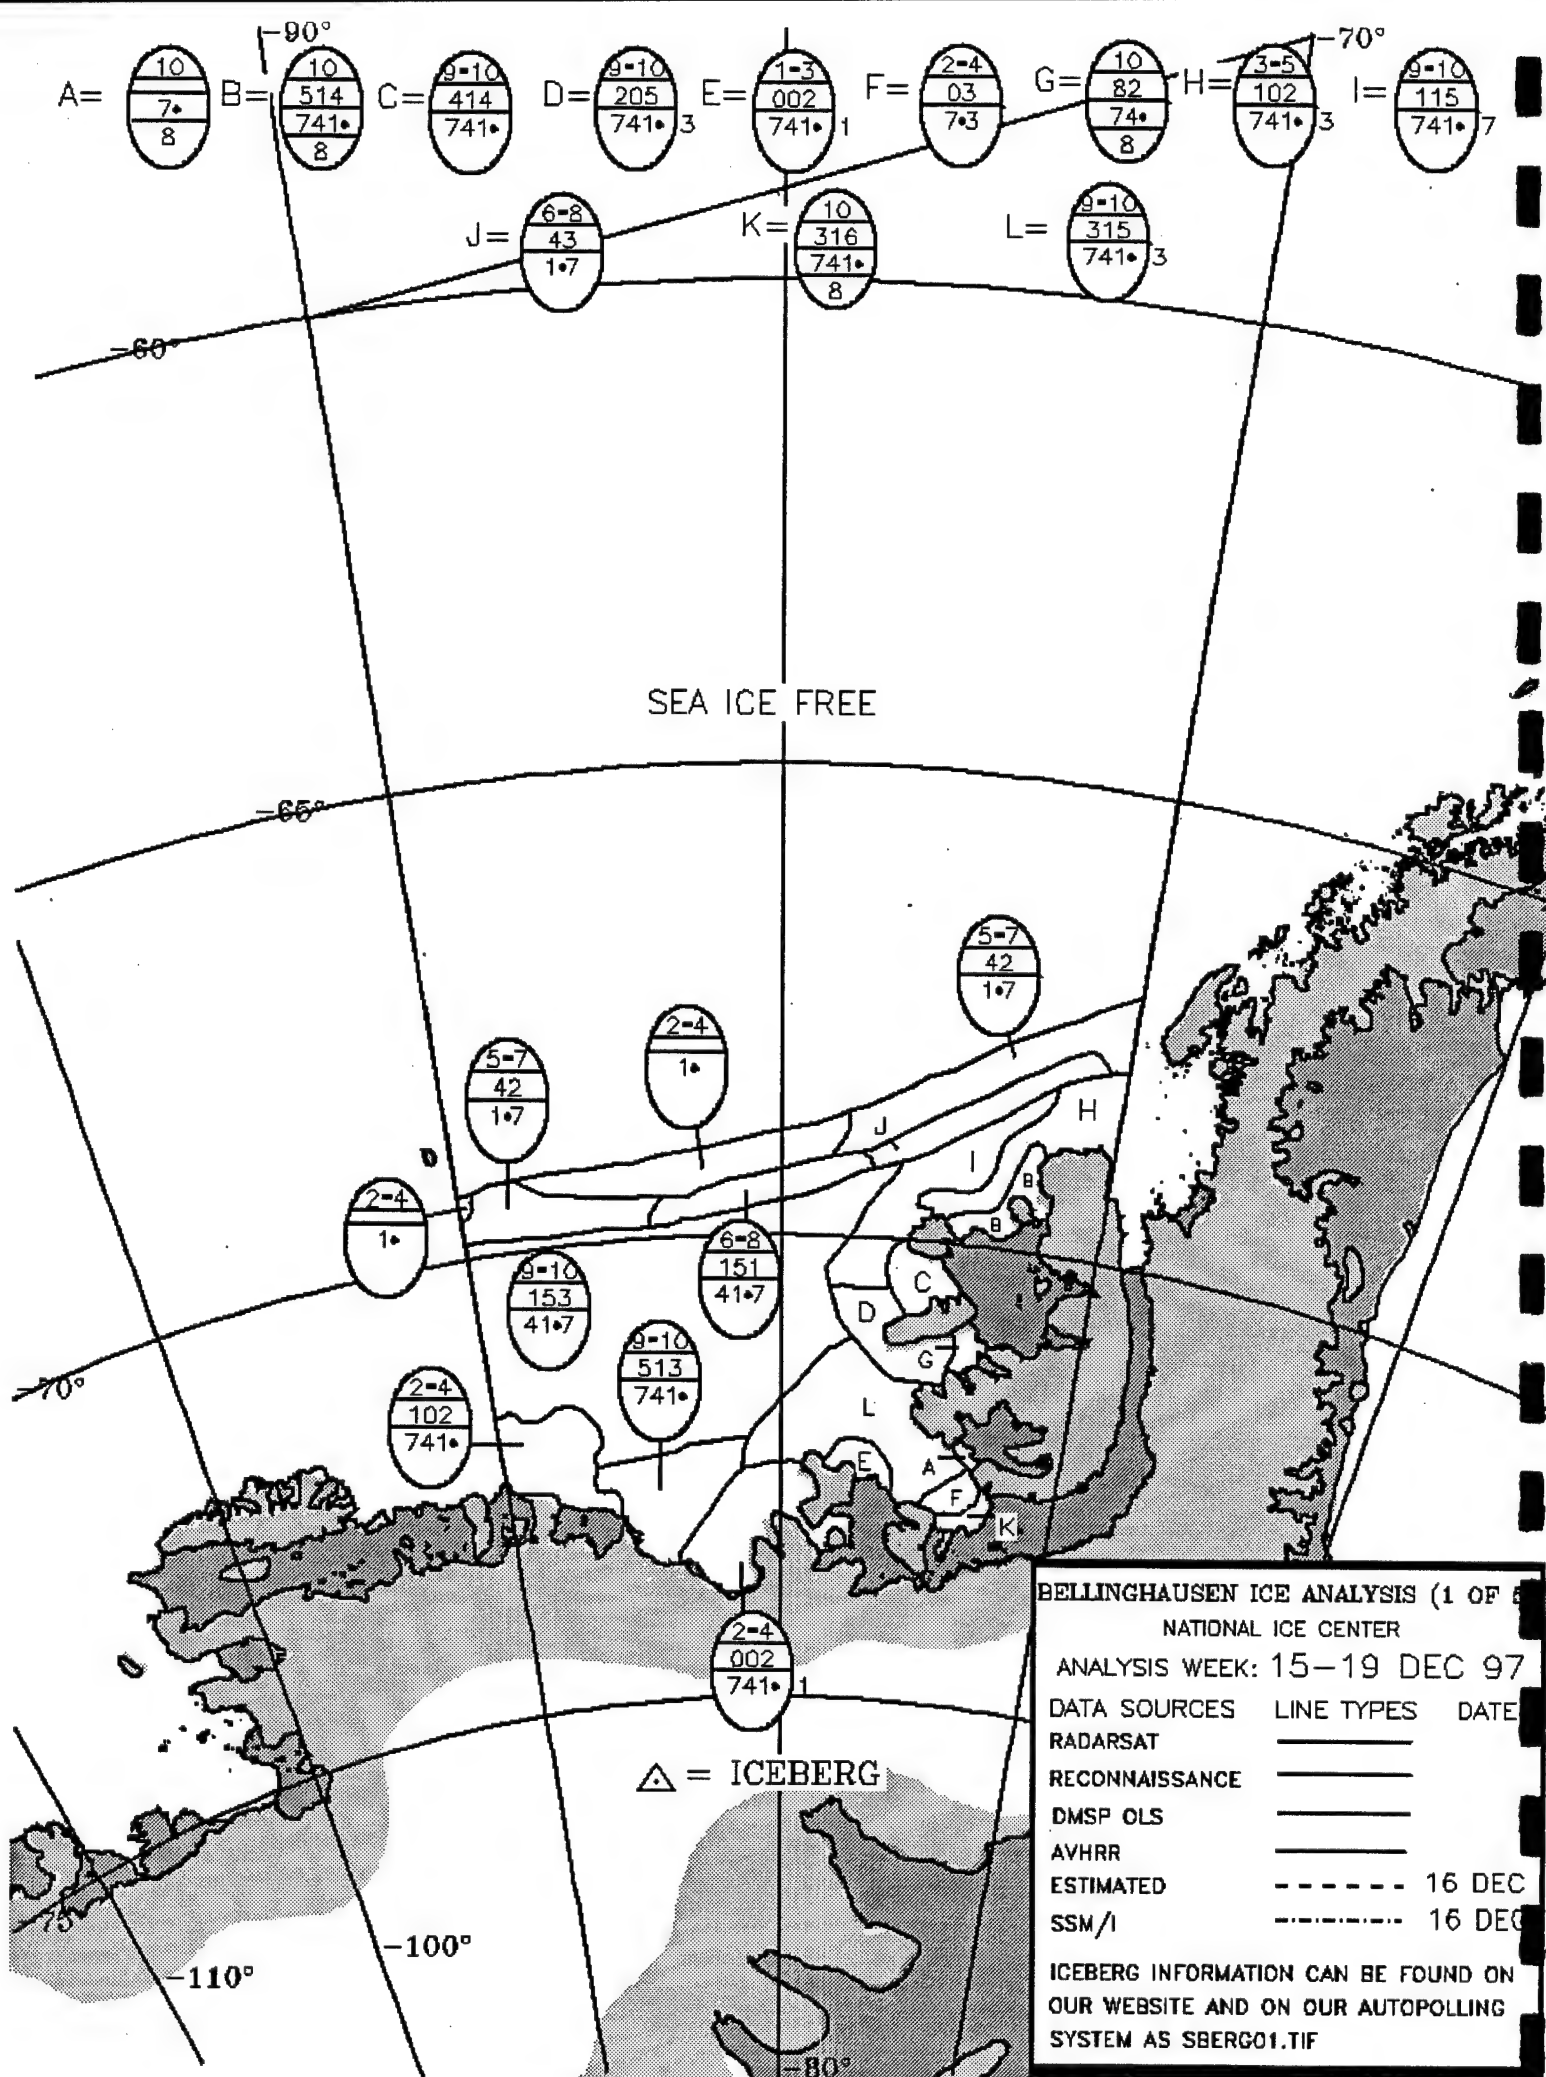 -90°
-70°
A= 10 7• 8
B= 10 514 741• 8
C= 9-10 414 741•
D= 9-10 205 741• 3
E= 1-3 002 741• 1
F= 2-4 03 7•3
G= 10 82 74• 8
H= 3-5 102 741• 3
I= 9-10 115 741• 7
J= 6-8 43 1•7
K= 10 316 741• 8
L= 9-10 315 741• 3
-60°
SEA ICE FREE
-65°
5-7
42
1•7
2-4
1•
5-7
42
1•7
J
H
I
B
B
2-4
1•
6-8
151
41•7
9-10
153
41•7
C
D
9-10
513
741•
G
-70°
2-4
102
741•
L
E
A
F
K
2-4
002
741• 1
△ = ICEBERG
BELLINGHAUSEN ICE ANALYSIS (1 OF
NATIONAL ICE CENTER
ANALYSIS WEEK: 15-19 DEC 97
DATA SOURCES LINE TYPES DATE
RADARSAT
RECONNAISSANCE
DMSP OLS
AVHRR
ESTIMATED 16 DEC
SSM/I 16 DEC
ICEBERG INFORMATION CAN BE FOUND ON
OUR WEBSITE AND ON OUR AUTOPOLLING
SYSTEM AS SBERG01.TIF
75
-100°
-110°
-80°